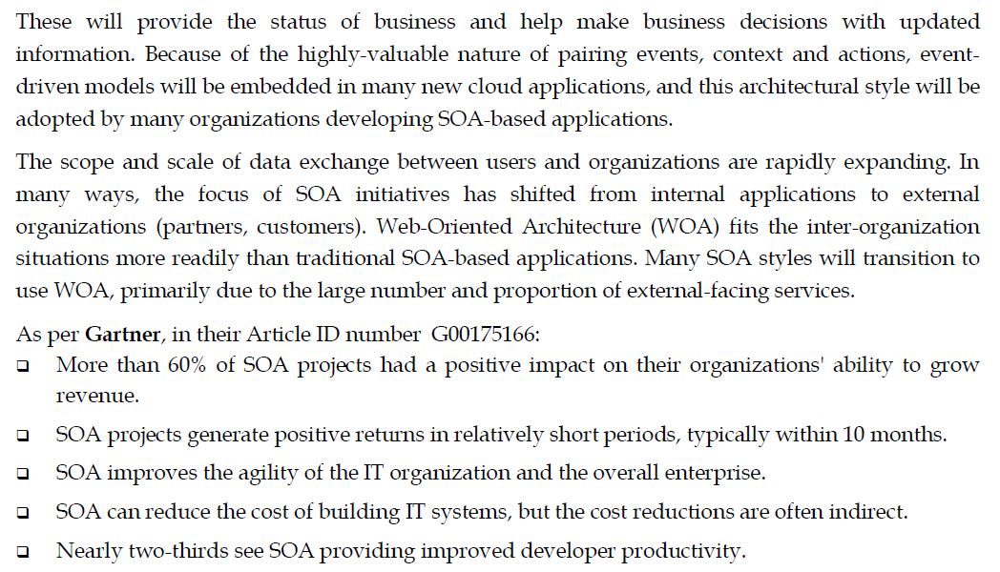 These will provide the status of business and help make business decisions with updated
information. Because of the highly-valuable nature of pairing events, context and actions, event-
driven models will be embedded in many new cloud applications, and this architectural style will be
adopted by many organizations developing SOA-based applications.
The scope and scale of data exchange between users and organizations are rapidly expanding. In
many ways, the focus of SOA initiatives has shifted from internal applications to external
organizations (partners, customers). Web-Oriented Architecture (WOA) fits the inter-organization
situations more readily than traditional SOA-based applications. Many SOA styles will transition to
use WOA, primarily due to the large number and proportion of external-facing services.
As per Gartner, in their Article ID number G00175166:
❑ More than 60% of SOA projects had a positive impact on their organizations' ability to grow
revenue.
❑ SOA projects generate positive returns in relatively short periods, typically within 10 months.
❑ SOA improves the agility of the IT organization and the overall enterprise.
❑ SOA can reduce the cost of building IT systems, but the cost reductions are often indirect.
❑ Nearly two-thirds see SOA providing improved developer productivity.